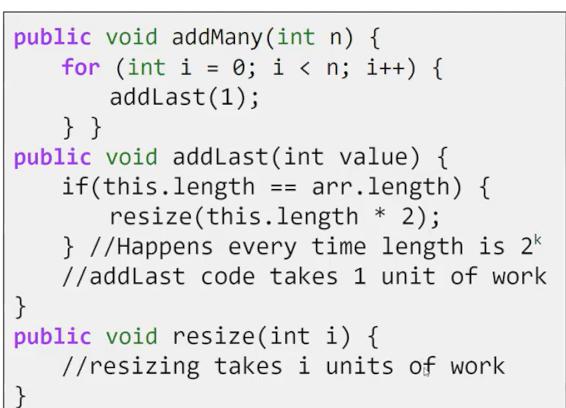 public void addMany(int n) {
for (int i = 0; i < n; i++) {
addLast(1);
} }
public void addLast(int value) {
if(this.length == arr.length) {
resize(this.length * 2);
} //Happens every time length is 2ᵏ
//addLast code takes 1 unit of work
}
public void resize(int i) {
//resizing takes i units of work
}